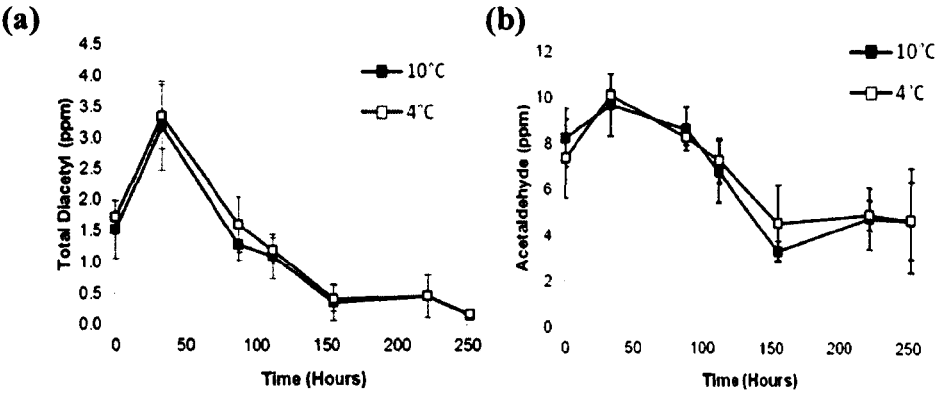 (a)
Total Diacetyl (ppm)
4.5
4.0
3.5
3.0
2.5
2.0
1.5
1.0
0.5
0.0
10°C
4°C
0 50 100 150 200 250
Time (Hours)
(b)
Acetaldehyde (ppm)
12
10
8
6
4
2
0
10°C
4°C
0 50 100 150 200 250
Time (Hours)